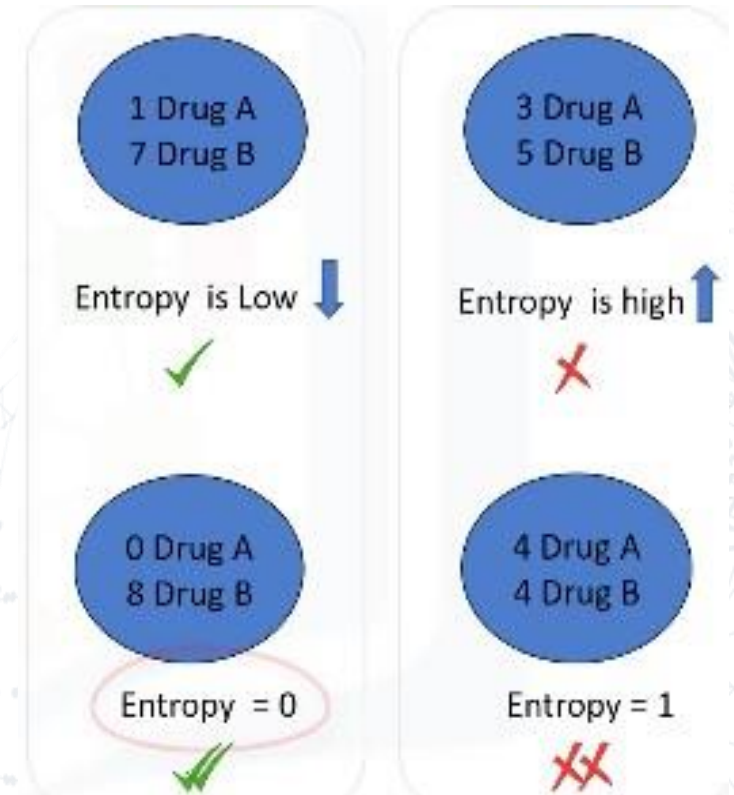 1 Drug A
7 Drug B
Entropy is Low
3 Drug A
5 Drug B
Entropy is high
0 Drug A
8 Drug B
Entropy = 0
4 Drug A
4 Drug B
Entropy = 1